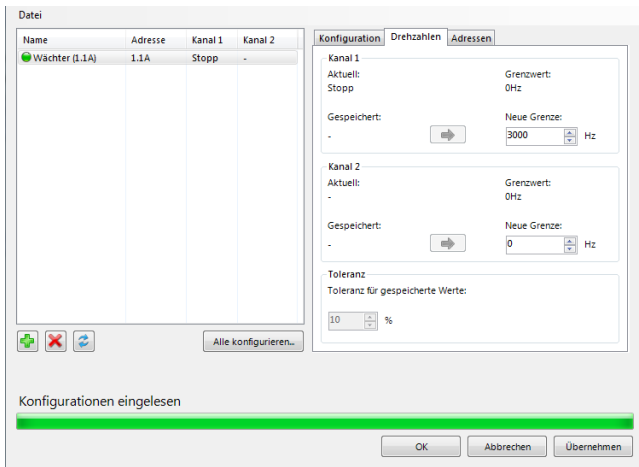 Datei
Name Adresse Kanal 1 Kanal 2
Wächter (1.1A) 1.1A Stopp -
Alle konfigurieren...
Konfiguration Drehzahlen Adressen
Kanal 1
Aktuell: Grenzwert:
Stopp 0Hz
Gespeichert: Neue Grenze:
- 3000 Hz
Kanal 2
Aktuell: Grenzwert:
- 0Hz
Gespeichert: Neue Grenze:
- 0 Hz
Toleranz
Toleranz für gespeicherte Werte:
10 %
Konfigurationen eingelesen
OK Abbrechen Übernehmen